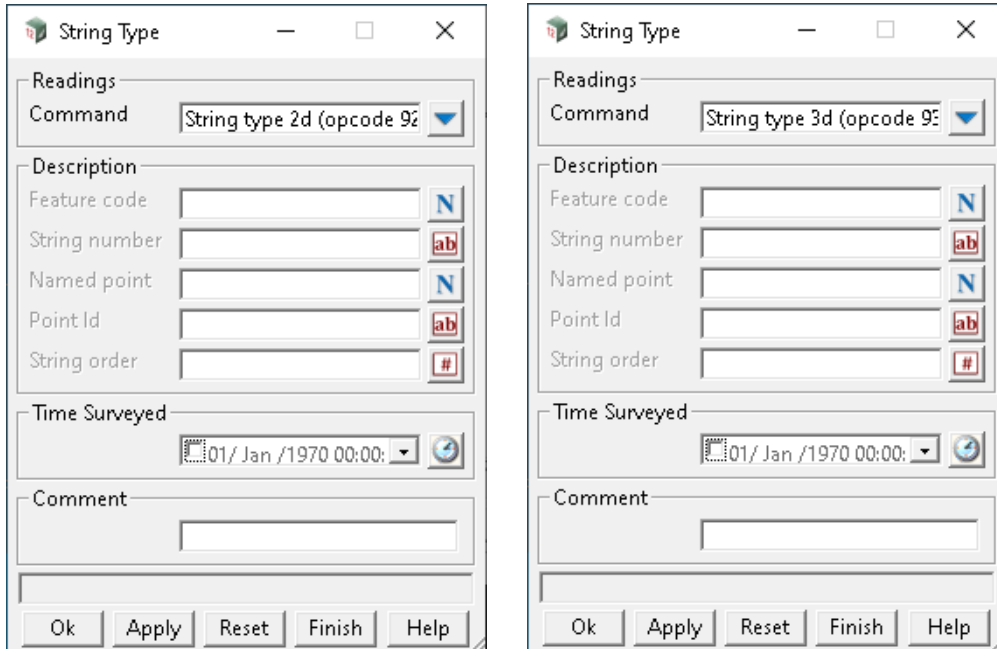 String Type
Readings
Command String type 2d (opcode 92
Description
Feature code N
String number ab
Named point N
Point Id ab
String order #
Time Surveyed
01/ Jan /1970 00:00:
Comment
Ok Apply Reset Finish Help
String Type
Readings
Command String type 3d (opcode 93
Description
Feature code N
String number ab
Named point N
Point Id ab
String order #
Time Surveyed
01/ Jan /1970 00:00:
Comment
Ok Apply Reset Finish Help